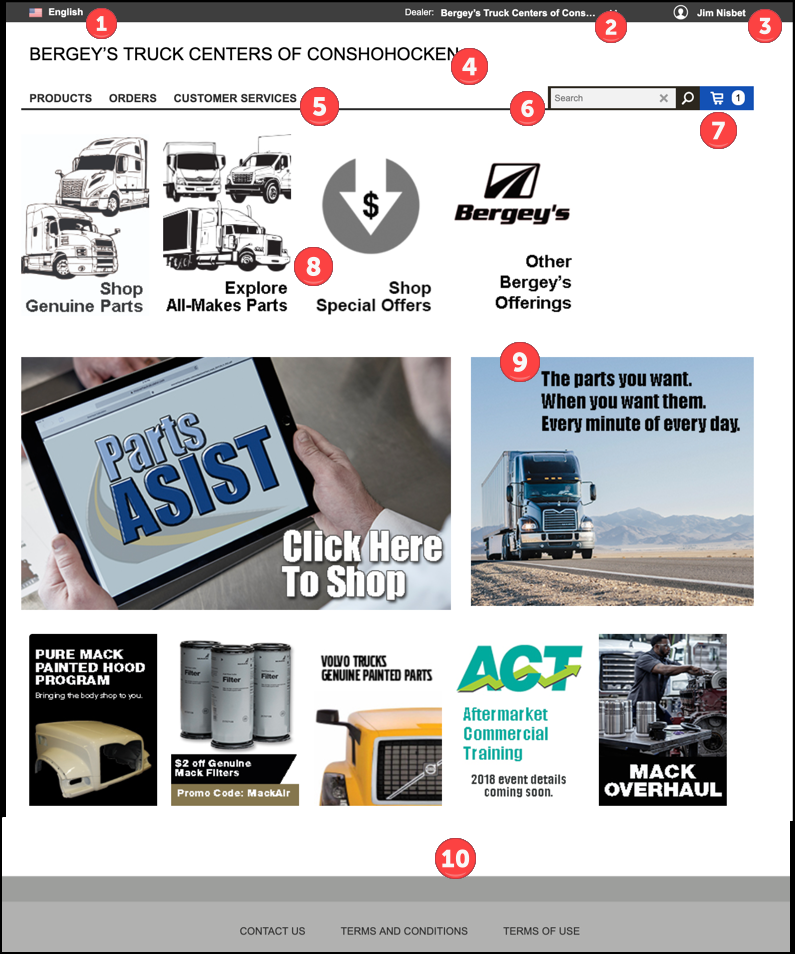 English
1
Dealer: Bergey's Truck Centers of Cons...
2
Jim Nisbet
3
BERGEY'S TRUCK CENTERS OF CONSHOHOCKEN
4
PRODUCTS ORDERS CUSTOMER SERVICES
5
6
Search
1
7
Shop
Genuine Parts
Explore
All-Makes Parts
8
$
Shop
Special Offers
Bergey's
Other
Bergey's
Offerings
Parts
ASIST
Click Here
To Shop
9
The parts you want.
When you want them.
Every minute of every day.
PURE MACK
PAINTED HOOD
PROGRAM
Bringing the body shop to you.
Filter
Filter
Filter
$2 off Genuine
Mack Filters
Promo Code: MackAir
VOLVO TRUCKS
GENUINE PAINTED PARTS
ACT
Aftermarket
Commercial
Training
2018 event details
coming soon.
MACK
OVERHAUL
10
CONTACT US TERMS AND CONDITIONS TERMS OF USE